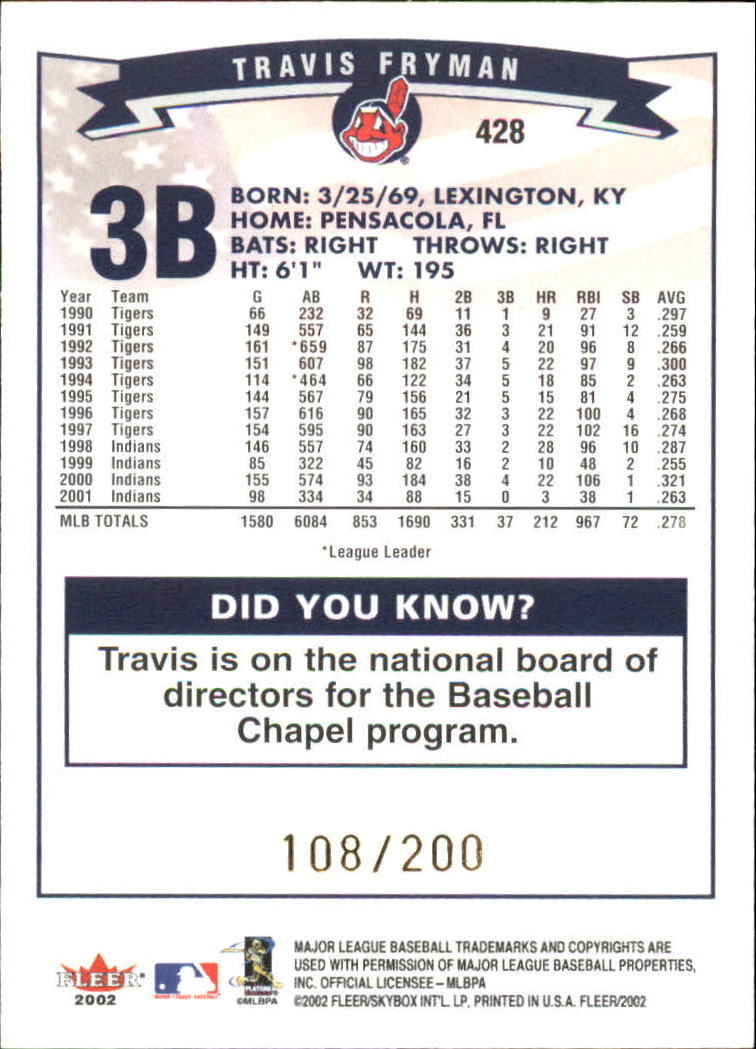 TRAVIS FRYMAN
428
3B
BORN: 3/25/69, LEXINGTON, KY
HOME: PENSACOLA, FL
BATS: RIGHT THROWS: RIGHT
HT: 6'1" WT: 195
Year Team G AB R H 2B 3B HR RBI SB AVG
1990 Tigers 66 232 32 69 11 1 9 27 3 .297
1991 Tigers 149 557 65 144 36 3 21 91 12 .259
1992 Tigers 161 *659 87 175 31 4 20 96 8 .266
1993 Tigers 151 607 98 182 37 5 22 97 9 .300
1994 Tigers 114 *464 66 122 34 5 18 85 2 .263
1995 Tigers 144 567 79 156 21 5 15 81 4 .275
1996 Tigers 157 616 90 165 32 3 22 100 4 .268
1997 Tigers 154 595 90 163 27 3 22 102 16 .274
1998 Indians 146 557 74 160 33 2 28 96 10 .287
1999 Indians 85 322 45 82 16 2 10 48 2 .255
2000 Indians 155 574 93 184 38 4 22 106 1 .321
2001 Indians 98 334 34 88 15 0 3 38 1 .263
MLB TOTALS 1580 6084 853 1690 331 37 212 967 72 .278
*League Leader
DID YOU KNOW?
Travis is on the national board of
directors for the Baseball
Chapel program.
108/200
FLEER®
2002
MAJOR LEAGUE BASEBALL
PLAYERS
©MLBPA
MAJOR LEAGUE BASEBALL TRADEMARKS AND COPYRIGHTS ARE
USED WITH PERMISSION OF MAJOR LEAGUE BASEBALL PROPERTIES,
INC. OFFICIAL LICENSEE – MLBPA
©2002 FLEER/SKYBOX INT'L. LP, PRINTED IN U.S.A. FLEER/2002